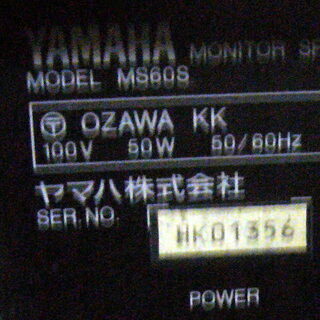 YAMAHA MONITOR SP
MODEL MS60S
〒 OZAWA KK
100V 50W 50/60Hz
ヤマハ株式会社
SER.NO. HK01356
POWER